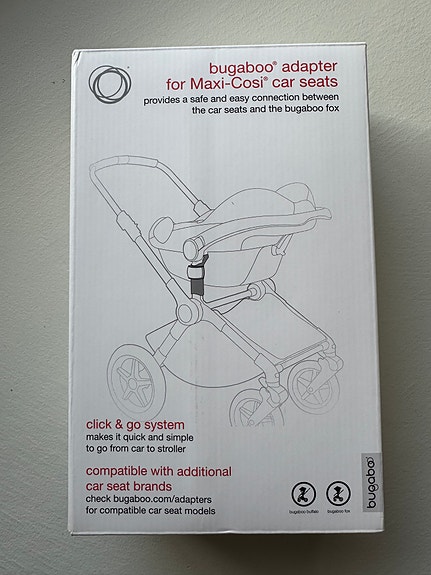 bugaboo® adapter
for Maxi-Cosi® car seats
provides a safe and easy connection between
the car seats and the bugaboo fox
click & go system
makes it quick and simple
to go from car to stroller
compatible with additional
car seat brands
check bugaboo.com/adapters
for compatible car seat models
bugaboo buffalo
bugaboo fox
bugaboo